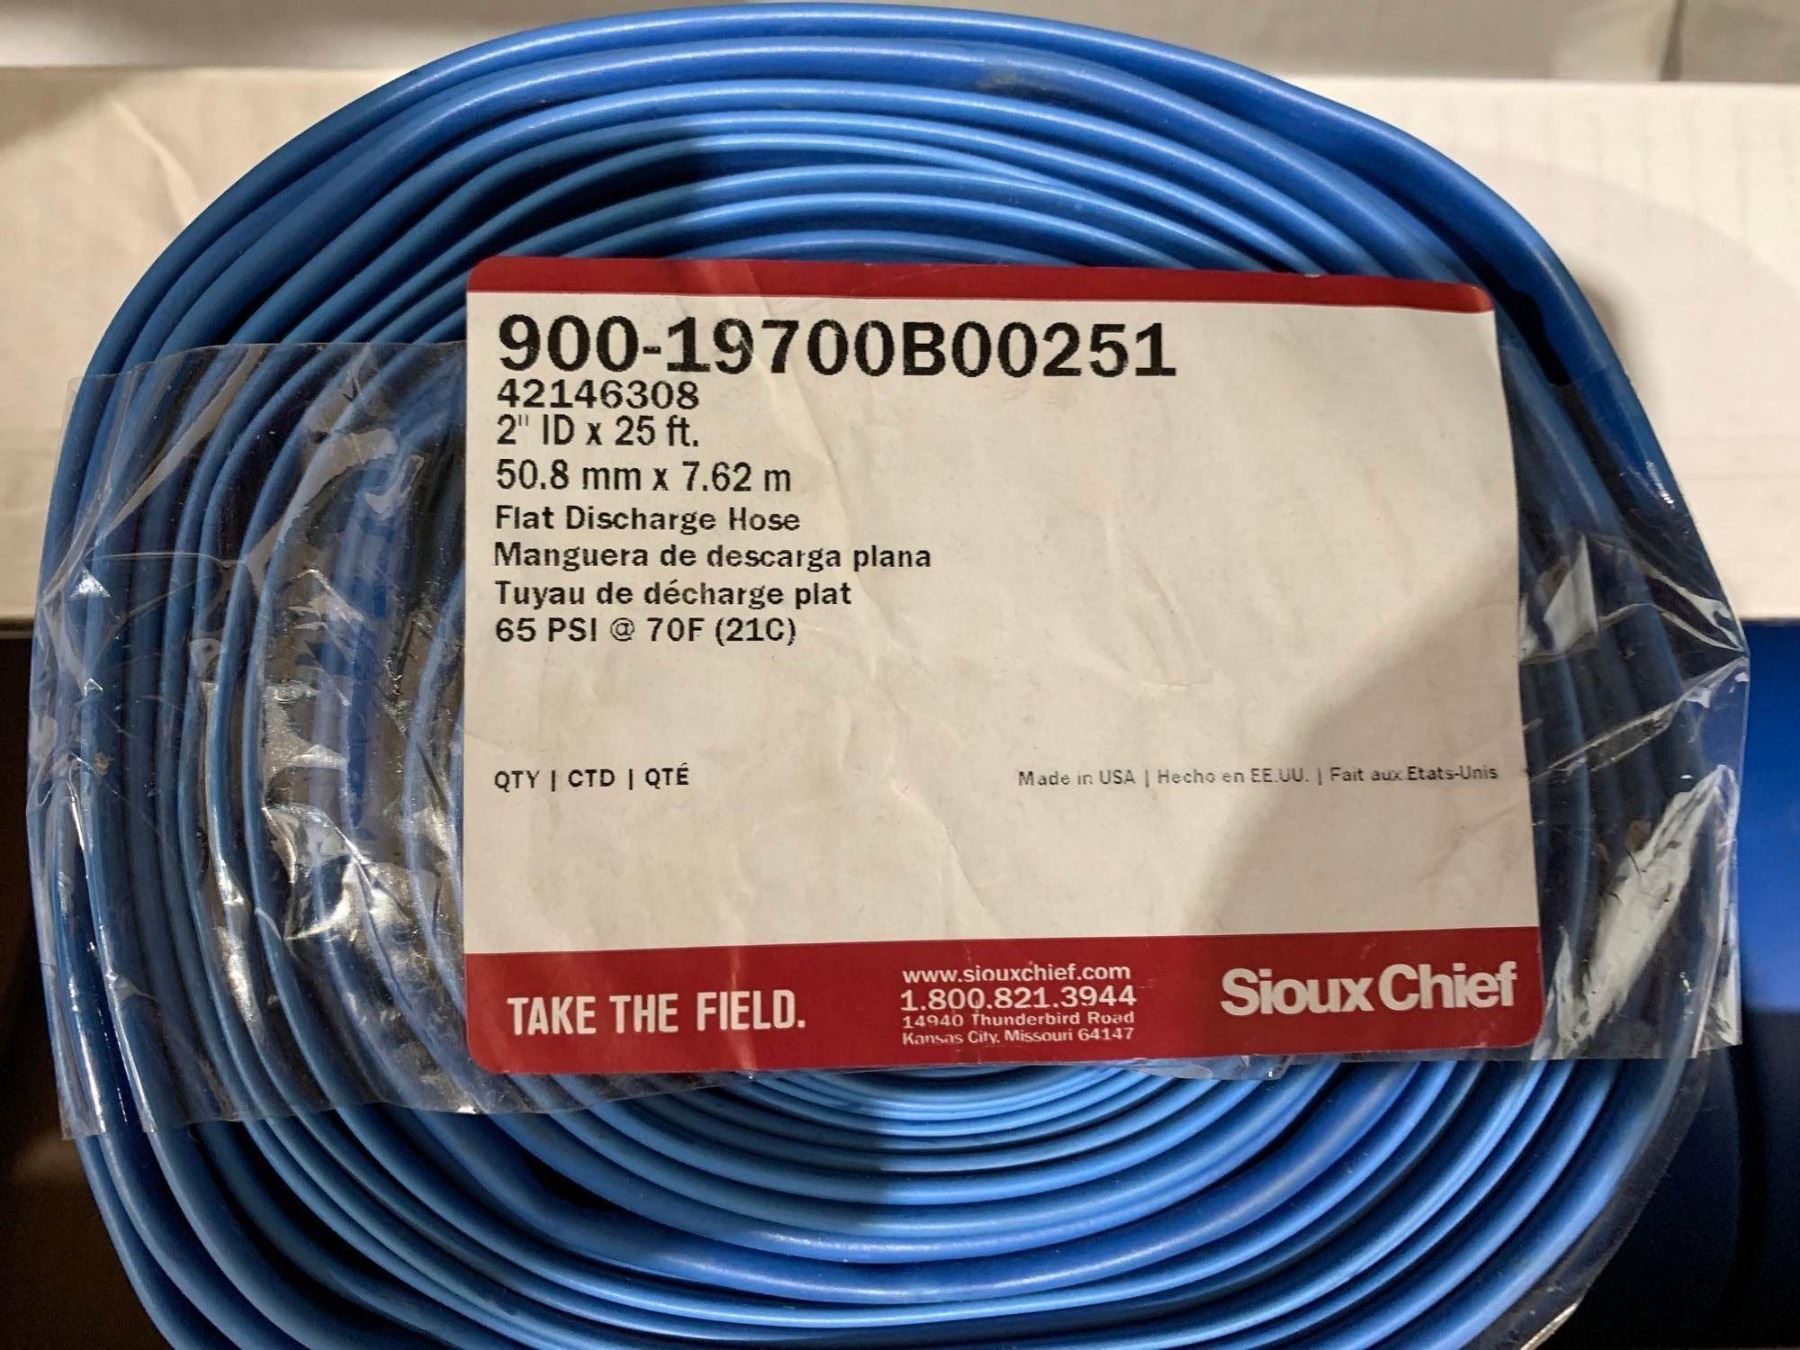 900-19700B00251
42146308
2" ID x 25 ft.
50.8 mm x 7.62 m
Flat Discharge Hose
Manguera de descarga plana
Tuyau de décharge plat
65 PSI @ 70F (21C)
QTY | CTD | QTÉ
Made in USA | Hecho en EE.UU. | Fait aux Etats-Unis
TAKE THE FIELD.
www.siouxchief.com
1.800.821.3944
14940 Thunderbird Road
Kansas City, Missouri 64147
Sioux Chief